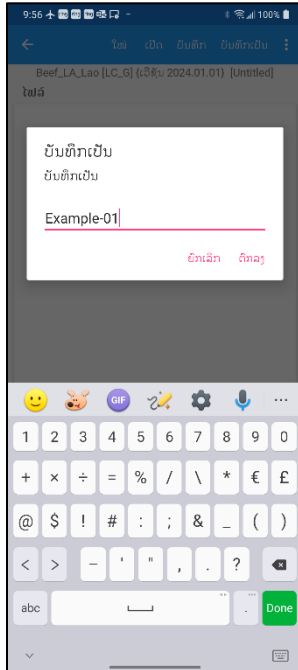 9:56
100%
ໃໝ່ ເປີດ ບັນທຶກ ບັນທຶກເປັນ
Beef_LA_Lao [LC_G] (ເວີຊັນ 2024.01.01) [Untitled]
ໄຟລ໌
ບັນທຶກເປັນ
ບັນທຶກເປັນ
Example-01
ຍົກເລີກ ຕົກລົງ
GIF
1 2 3 4 5 6 7 8 9 0
+ × ÷ = % / \ * € £
@ $ ! # : ; & _ ( )
< > - ' " , . ?
abc . Done